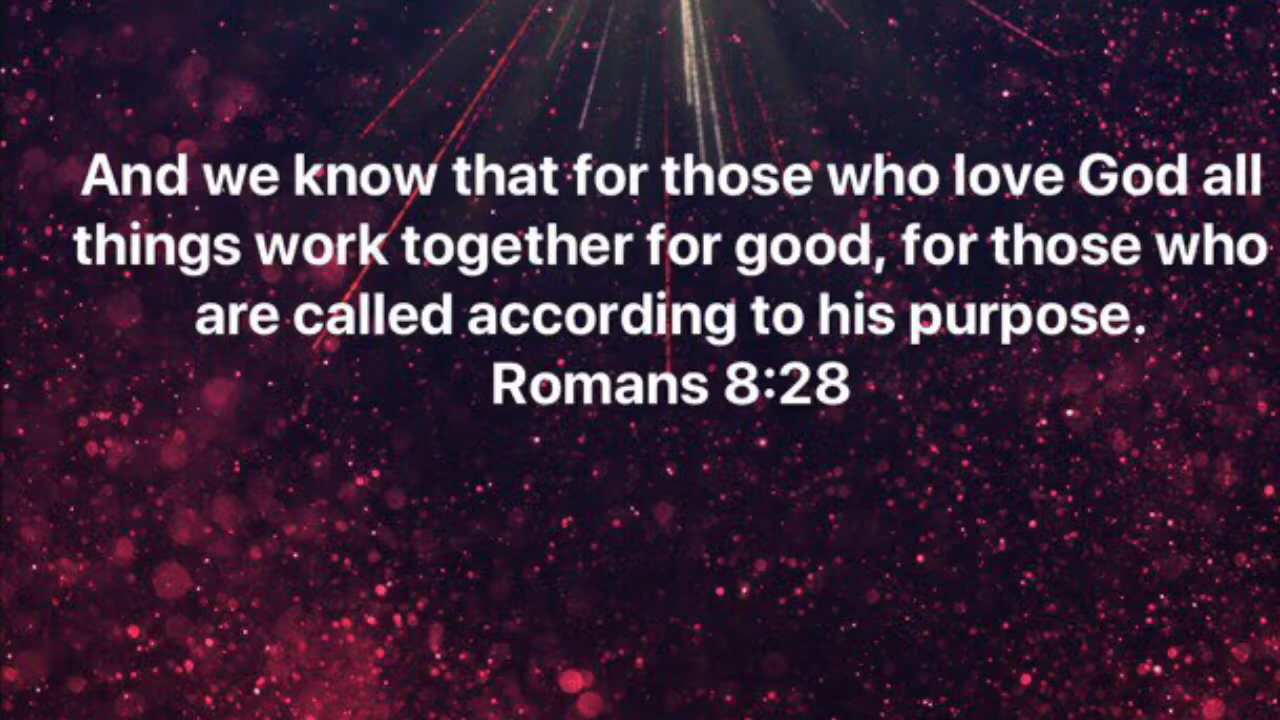 And we know that for those who love God all
things work together for good, for those who
are called according to his purpose.
Romans 8:28